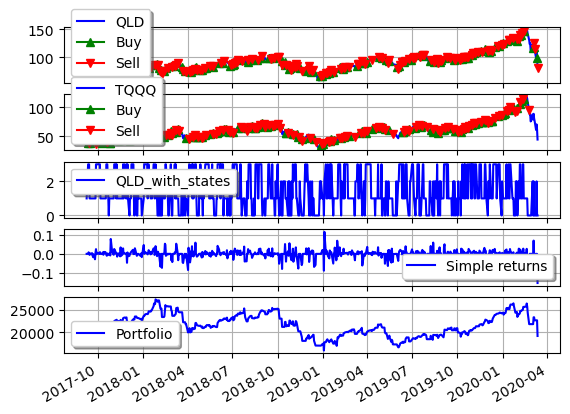 QLD
Buy
Sell
150
100
TQQQ
Buy
Sell
100
50
QLD_with_states
2
0
0.1
0.0
−0.1
Simple returns
25000
20000
Portfolio
2017-10
2018-01
2018-04
2018-07
2018-10
2019-01
2019-04
2019-07
2019-10
2020-01
2020-04